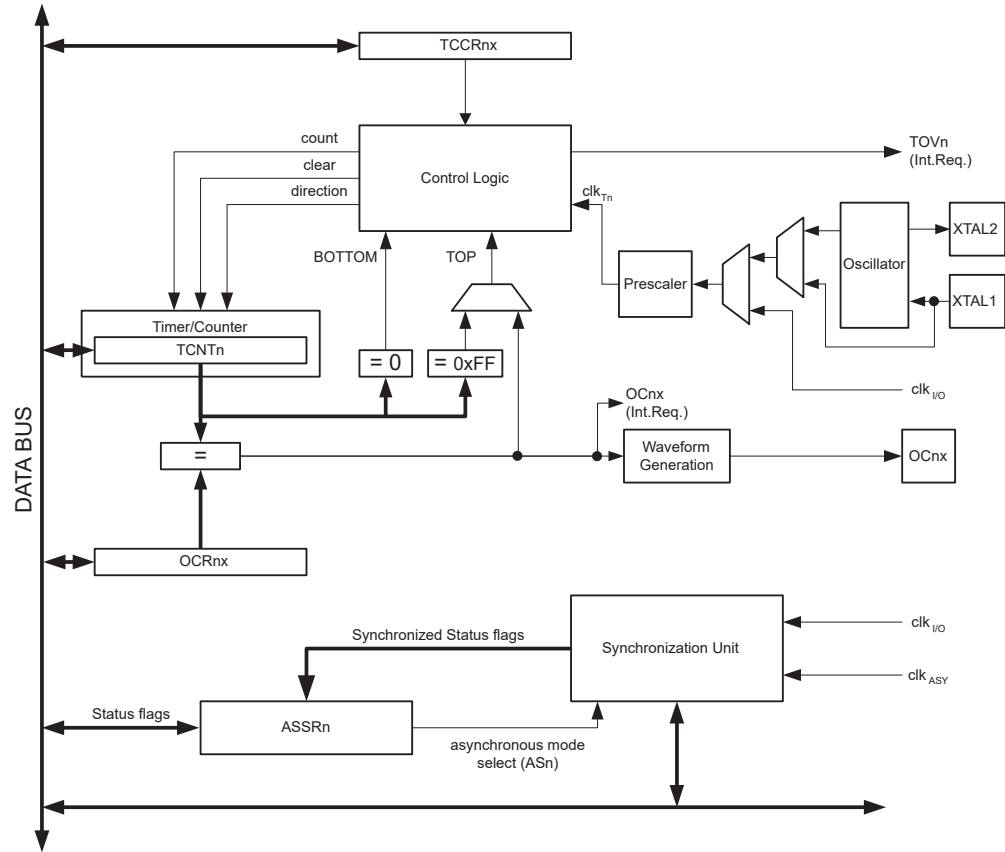 TCCRnx
count
clear
direction
Control Logic
TOVn
(Int.Req.)
clkTn
BOTTOM
TOP
Prescaler
Oscillator
XTAL2
XTAL1
Timer/Counter
TCNTn
= 0
= 0xFF
clkI/O
OCnx
(Int.Req.)
=
Waveform
Generation
OCnx
DATA BUS
OCRnx
Synchronized Status flags
Synchronization Unit
clkI/O
clkASY
Status flags
ASSRn
asynchronous mode
select (ASn)